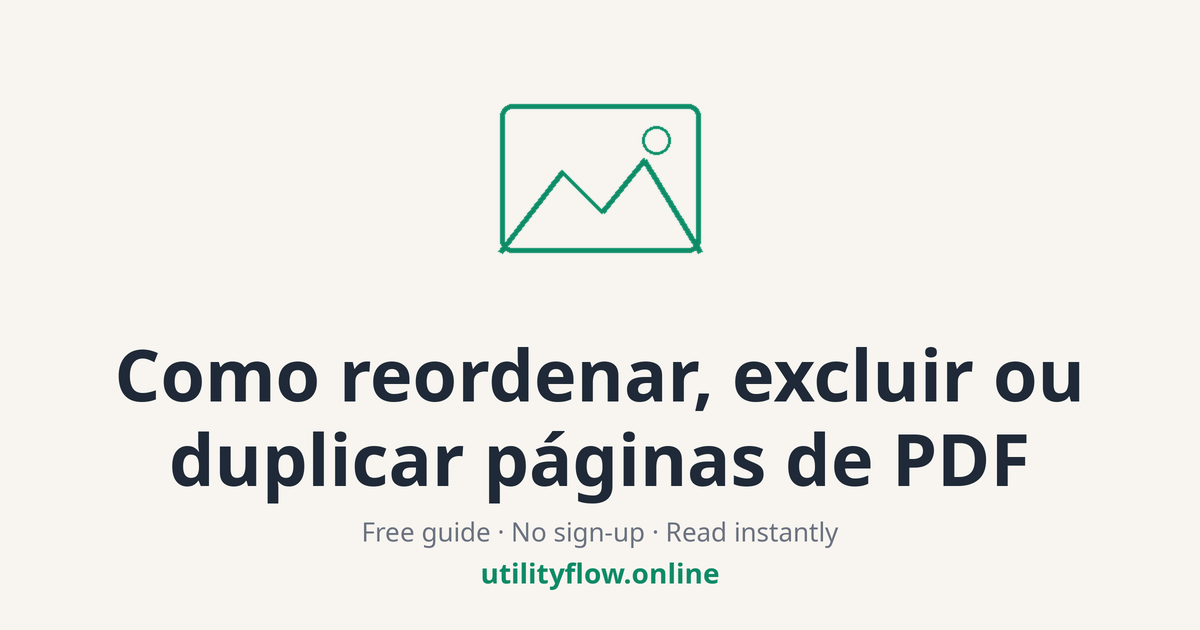 Como reordenar, excluir ou
duplicar páginas de PDF
Free guide · No sign-up · Read instantly
utilityflow.online